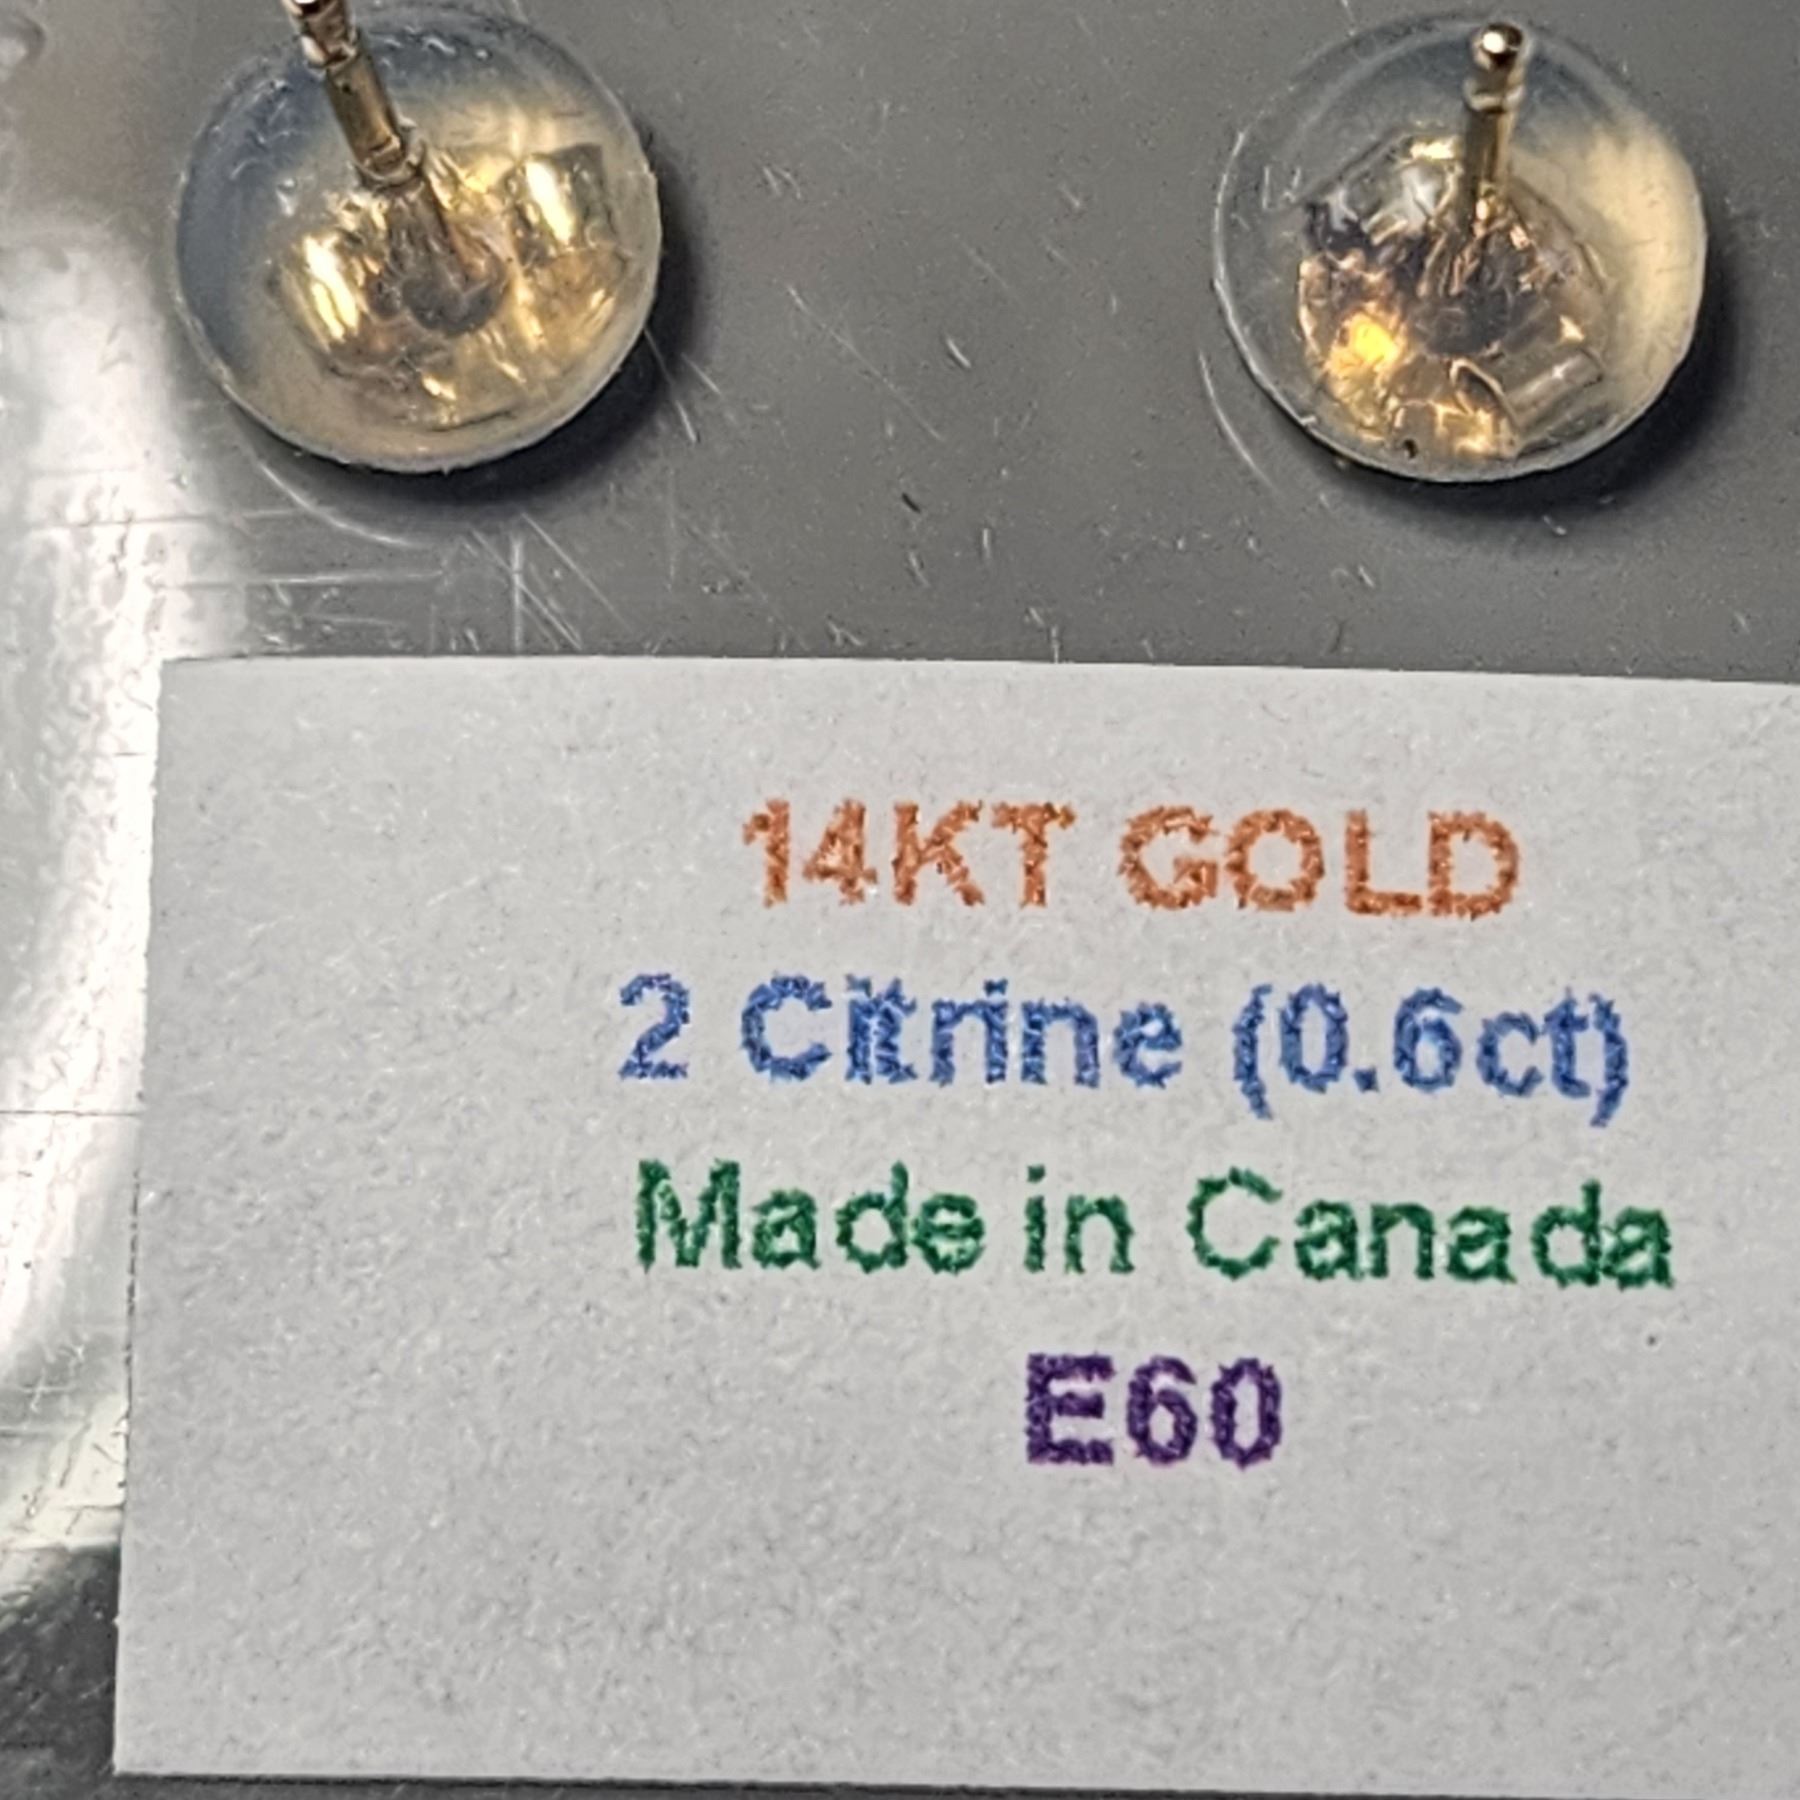 14KT GOLD
2 Citrine (0.6ct)
Made in Canada
E60